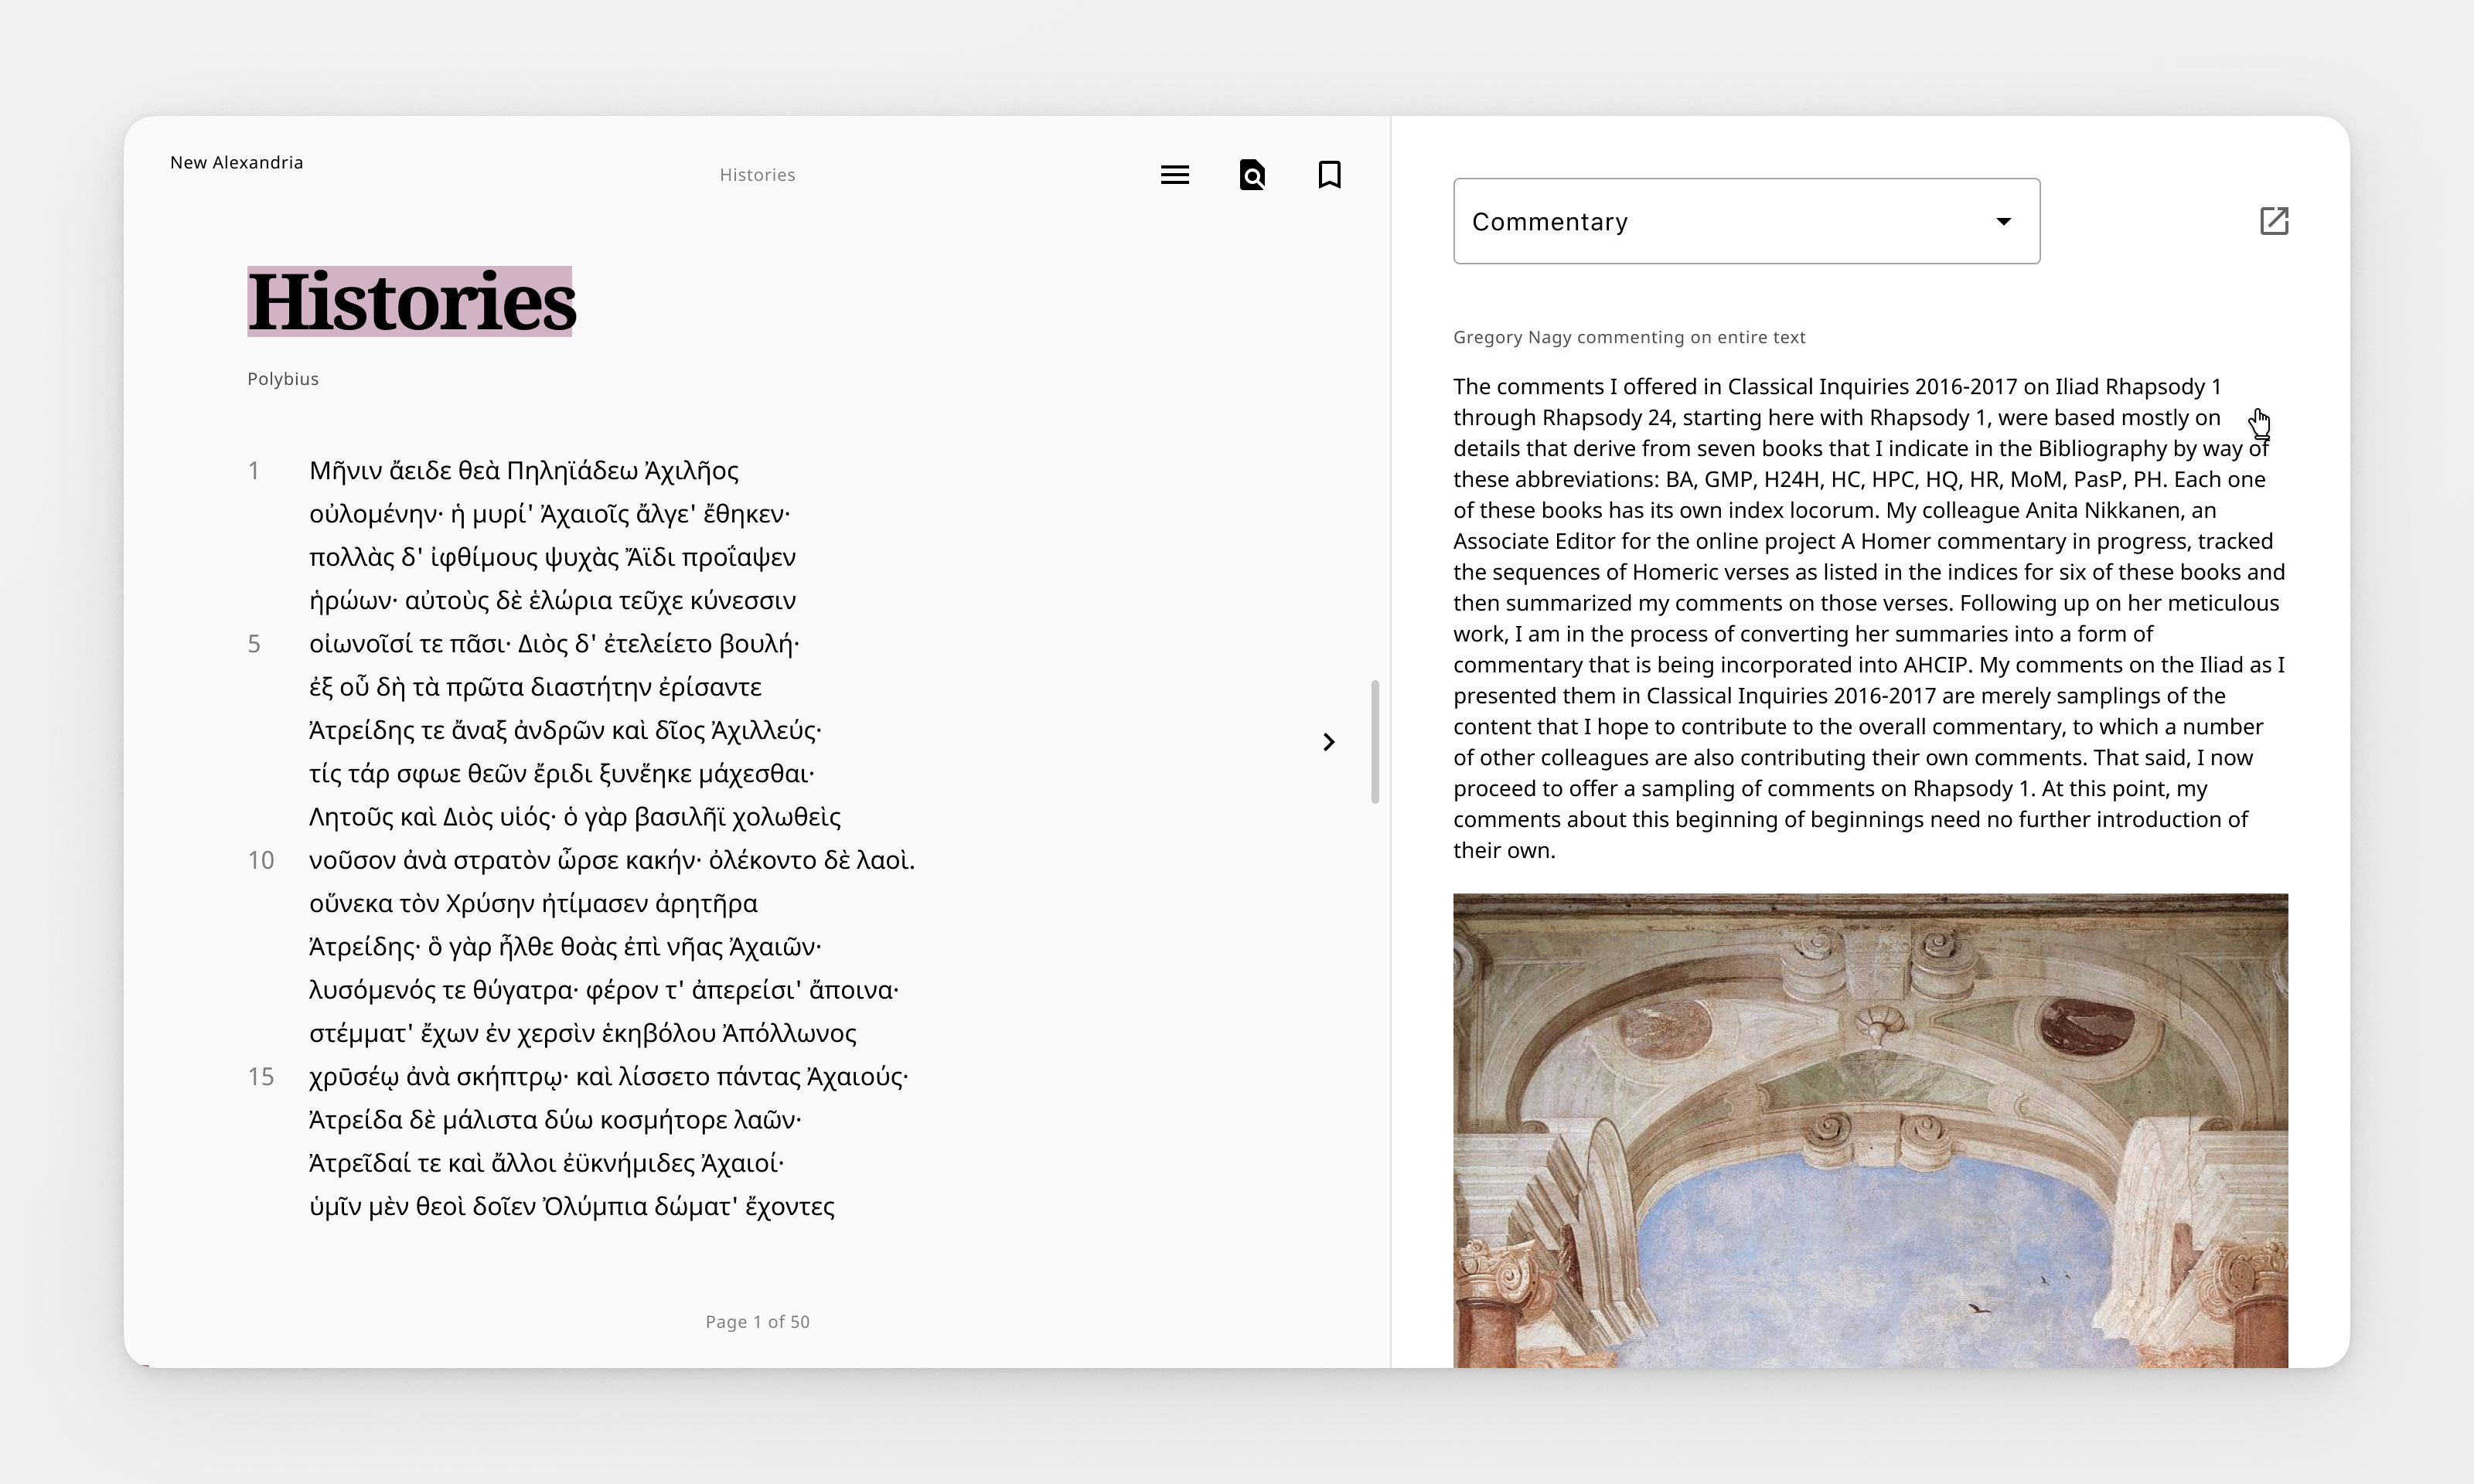 New Alexandria
Histories
Histories
Polybius
1 Μῆνιν ἄειδε θεὰ Πηληϊάδεω Ἀχιλῆος
οὐλομένην· ἡ μυρί' Ἀχαιοῖς ἄλγε' ἔθηκεν·
πολλὰς δ' ἰφθίμους ψυχὰς Ἄϊδι προΐαψεν
ἡρώων· αὐτοὺς δὲ ἑλώρια τεῦχε κύνεσσιν
5 οἰωνοῖσί τε πᾶσι· Διὸς δ' ἐτελείετο βουλή·
ἐξ οὗ δὴ τὰ πρῶτα διαστήτην ἐρίσαντε
Ἀτρείδης τε ἄναξ ἀνδρῶν καὶ δῖος Ἀχιλλεύς·
τίς τάρ σφωε θεῶν ἔριδι ξυνέηκε μάχεσθαι·
Λητοῦς καὶ Διὸς υἱός· ὁ γὰρ βασιλῆϊ χολωθεὶς
10 νοῦσον ἀνὰ στρατὸν ὦρσε κακήν· ὀλέκοντο δὲ λαοὶ.
οὕνεκα τὸν Χρύσην ἠτίμασεν ἀρητῆρα
Ἀτρείδης· ὃ γὰρ ἦλθε θοὰς ἐπὶ νῆας Ἀχαιῶν·
λυσόμενός τε θύγατρα· φέρον τ' ἀπερείσι' ἄποινα·
στέμματ' ἔχων ἐν χερσὶν ἑκηβόλου Ἀπόλλωνος
15 χρῡσέῳ ἀνὰ σκήπτρῳ· καὶ λίσσετο πάντας Ἀχαιούς·
Ἀτρείδα δὲ μάλιστα δύω κοσμήτορε λαῶν·
Ἀτρεῖδαί τε καὶ ἄλλοι ἐϋκνήμιδες Ἀχαιοί·
ὑμῖν μὲν θεοὶ δοῖεν Ὀλύμπια δώματ' ἔχοντες
Page 1 of 50
Commentary
Gregory Nagy commenting on entire text
The comments I offered in Classical Inquiries 2016-2017 on Iliad Rhapsody 1
through Rhapsody 24, starting here with Rhapsody 1, were based mostly on
details that derive from seven books that I indicate in the Bibliography by way of
these abbreviations: BA, GMP, H24H, HC, HPC, HQ, HR, MoM, PasP, PH. Each one
of these books has its own index locorum. My colleague Anita Nikkanen, an
Associate Editor for the online project A Homer commentary in progress, tracked
the sequences of Homeric verses as listed in the indices for six of these books and
then summarized my comments on those verses. Following up on her meticulous
work, I am in the process of converting her summaries into a form of
commentary that is being incorporated into AHCIP. My comments on the Iliad as I
presented them in Classical Inquiries 2016-2017 are merely samplings of the
content that I hope to contribute to the overall commentary, to which a number
of other colleagues are also contributing their own comments. That said, I now
proceed to offer a sampling of comments on Rhapsody 1. At this point, my
comments about this beginning of beginnings need no further introduction of
their own.